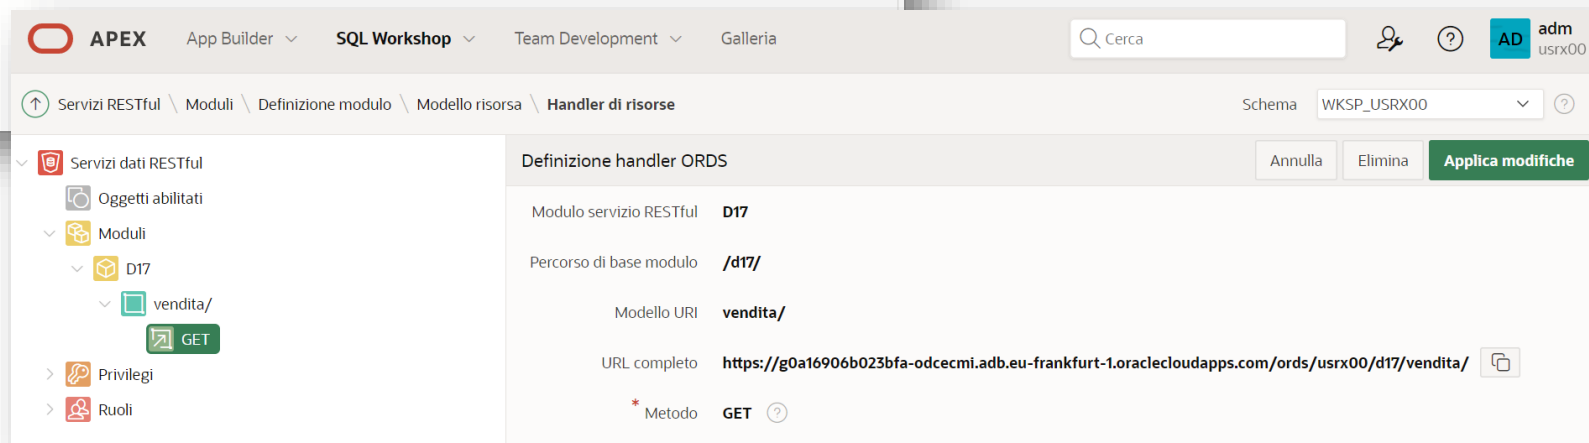 APEX App Builder SQL Workshop Team Development Galleria Cerca ? AD adm
usrx00
Servizi RESTful \ Moduli \ Definizione modulo \ Modello risorsa \ Handler di risorse Schema WKSP_USRX00 ?
Servizi dati RESTful
Oggetti abilitati
Moduli
D17
vendita/
GET
Privilegi
Ruoli
Definizione handler ORDS Annulla Elimina Applica modifiche
Modulo servizio RESTful D17
Percorso di base modulo /d17/
Modello URI vendita/
URL completo https://g0a16906b023bfa-odcecmi.adb.eu-frankfurt-1.oraclecloudapps.com/ords/usrx00/d17/vendita/
* Metodo GET ?